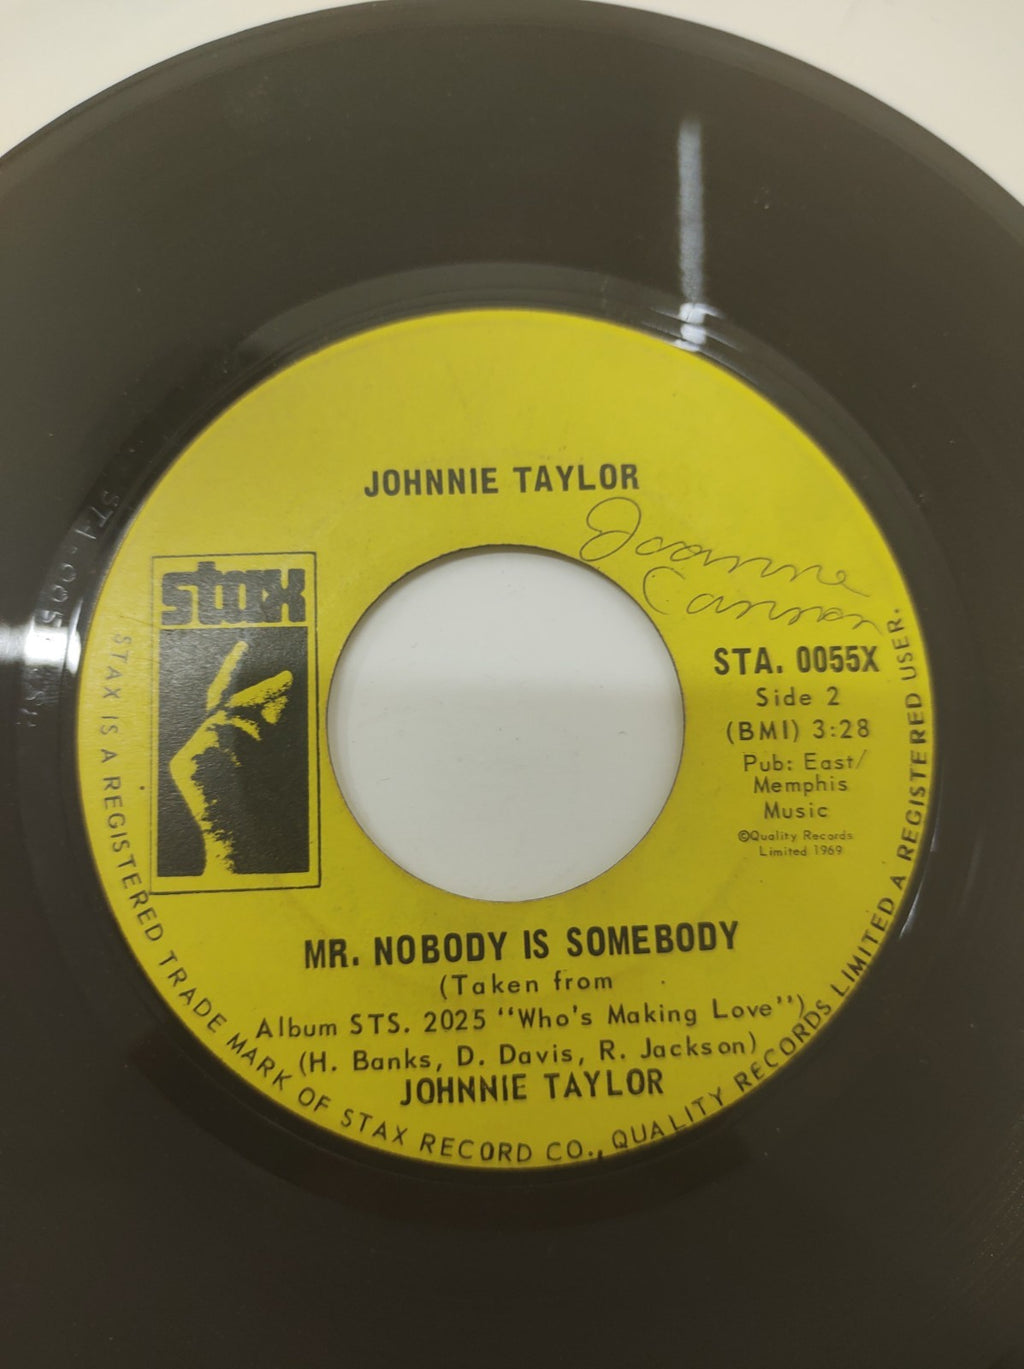 JOHNNIE TAYLOR
Joanne
Cannon
stax
STA. 0055X
Side 2
(BMI) 3:28
Pub: East/
Memphis
Music
©Quality Records
Limited 1969
MR. NOBODY IS SOMEBODY
(Taken from
Album STS. 2025 "Who's Making Love")
(H. Banks, D. Davis, R. Jackson)
JOHNNIE TAYLOR
STAX IS A REGISTERED TRADE MARK OF STAX RECORD CO., QUALITY RECORDS LIMITED A REGISTERED USER.